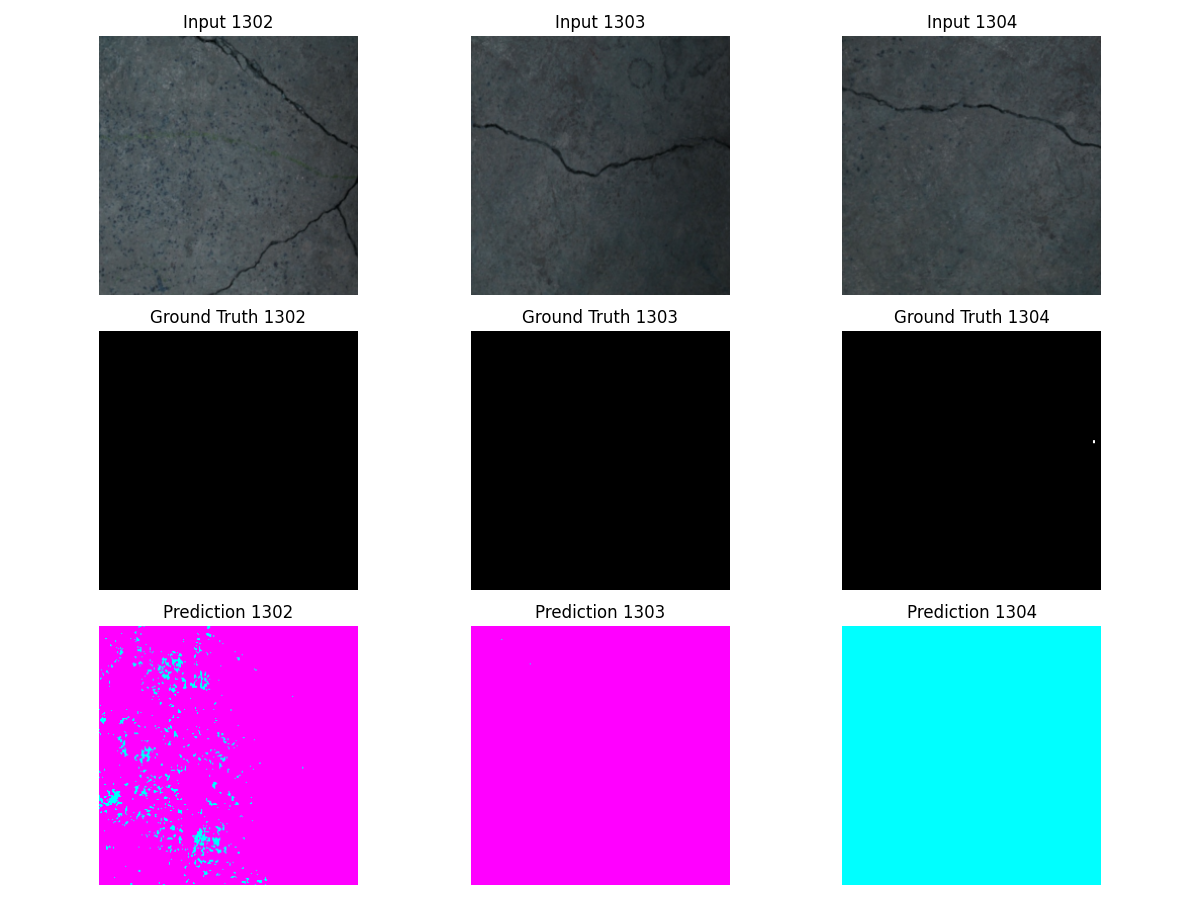 Input 1302
Input 1303
Input 1304
Ground Truth 1302
Ground Truth 1303
Ground Truth 1304
Prediction 1302
Prediction 1303
Prediction 1304